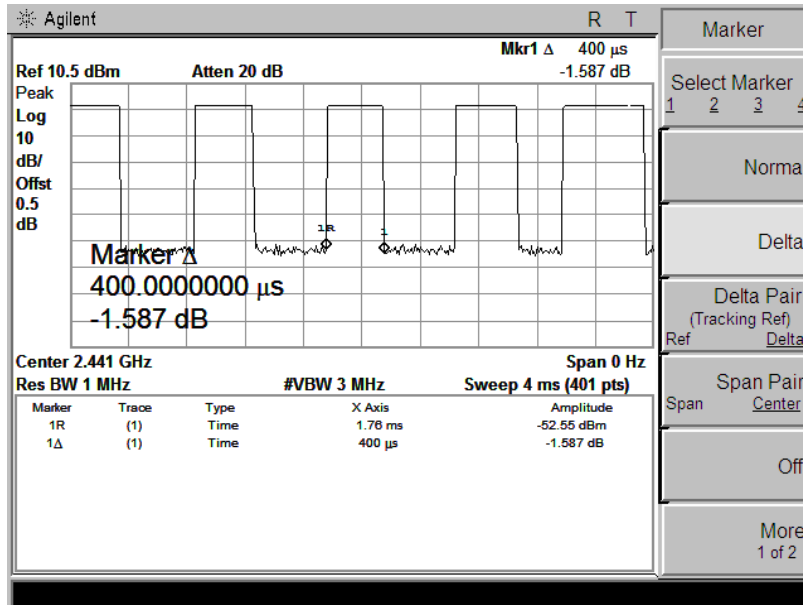 Agilent R T
Mkr1 Δ 400 μs
Ref 10.5 dBm Atten 20 dB -1.587 dB
Peak
Log
10
dB/
Offst
0.5
dB
1R 1
Marker Δ
400.0000000 μs
-1.587 dB
Center 2.441 GHz Span 0 Hz
Res BW 1 MHz #VBW 3 MHz Sweep 4 ms (401 pts)
Marker Trace Type X Axis Amplitude
1R (1) Time 1.76 ms -52.55 dBm
1Δ (1) Time 400 μs -1.587 dB
Marker
Select Marker
1 2 3 4
Norma
Delta
Delta Pair
(Tracking Ref)
Ref Delta
Span Pair
Span Center
Off
More
1 of 2